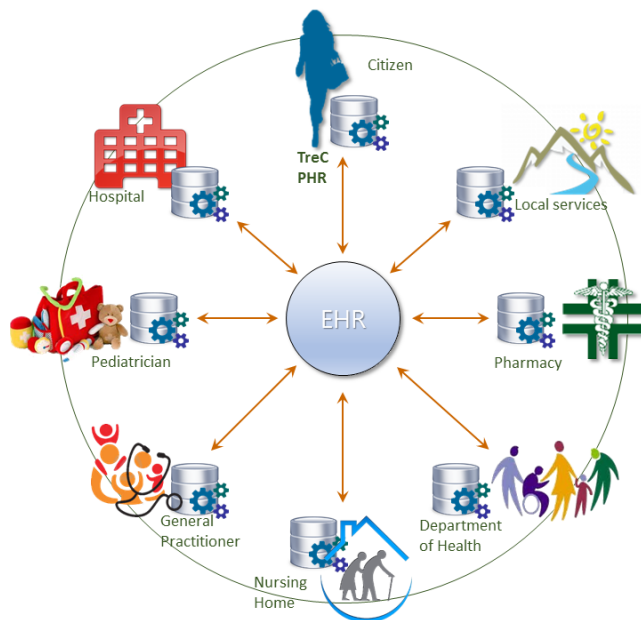 Citizen
TreC
PHR
Hospital
Local services
EHR
Pediatrician
Pharmacy
General
Practitioner
Department
of Health
Nursing
Home